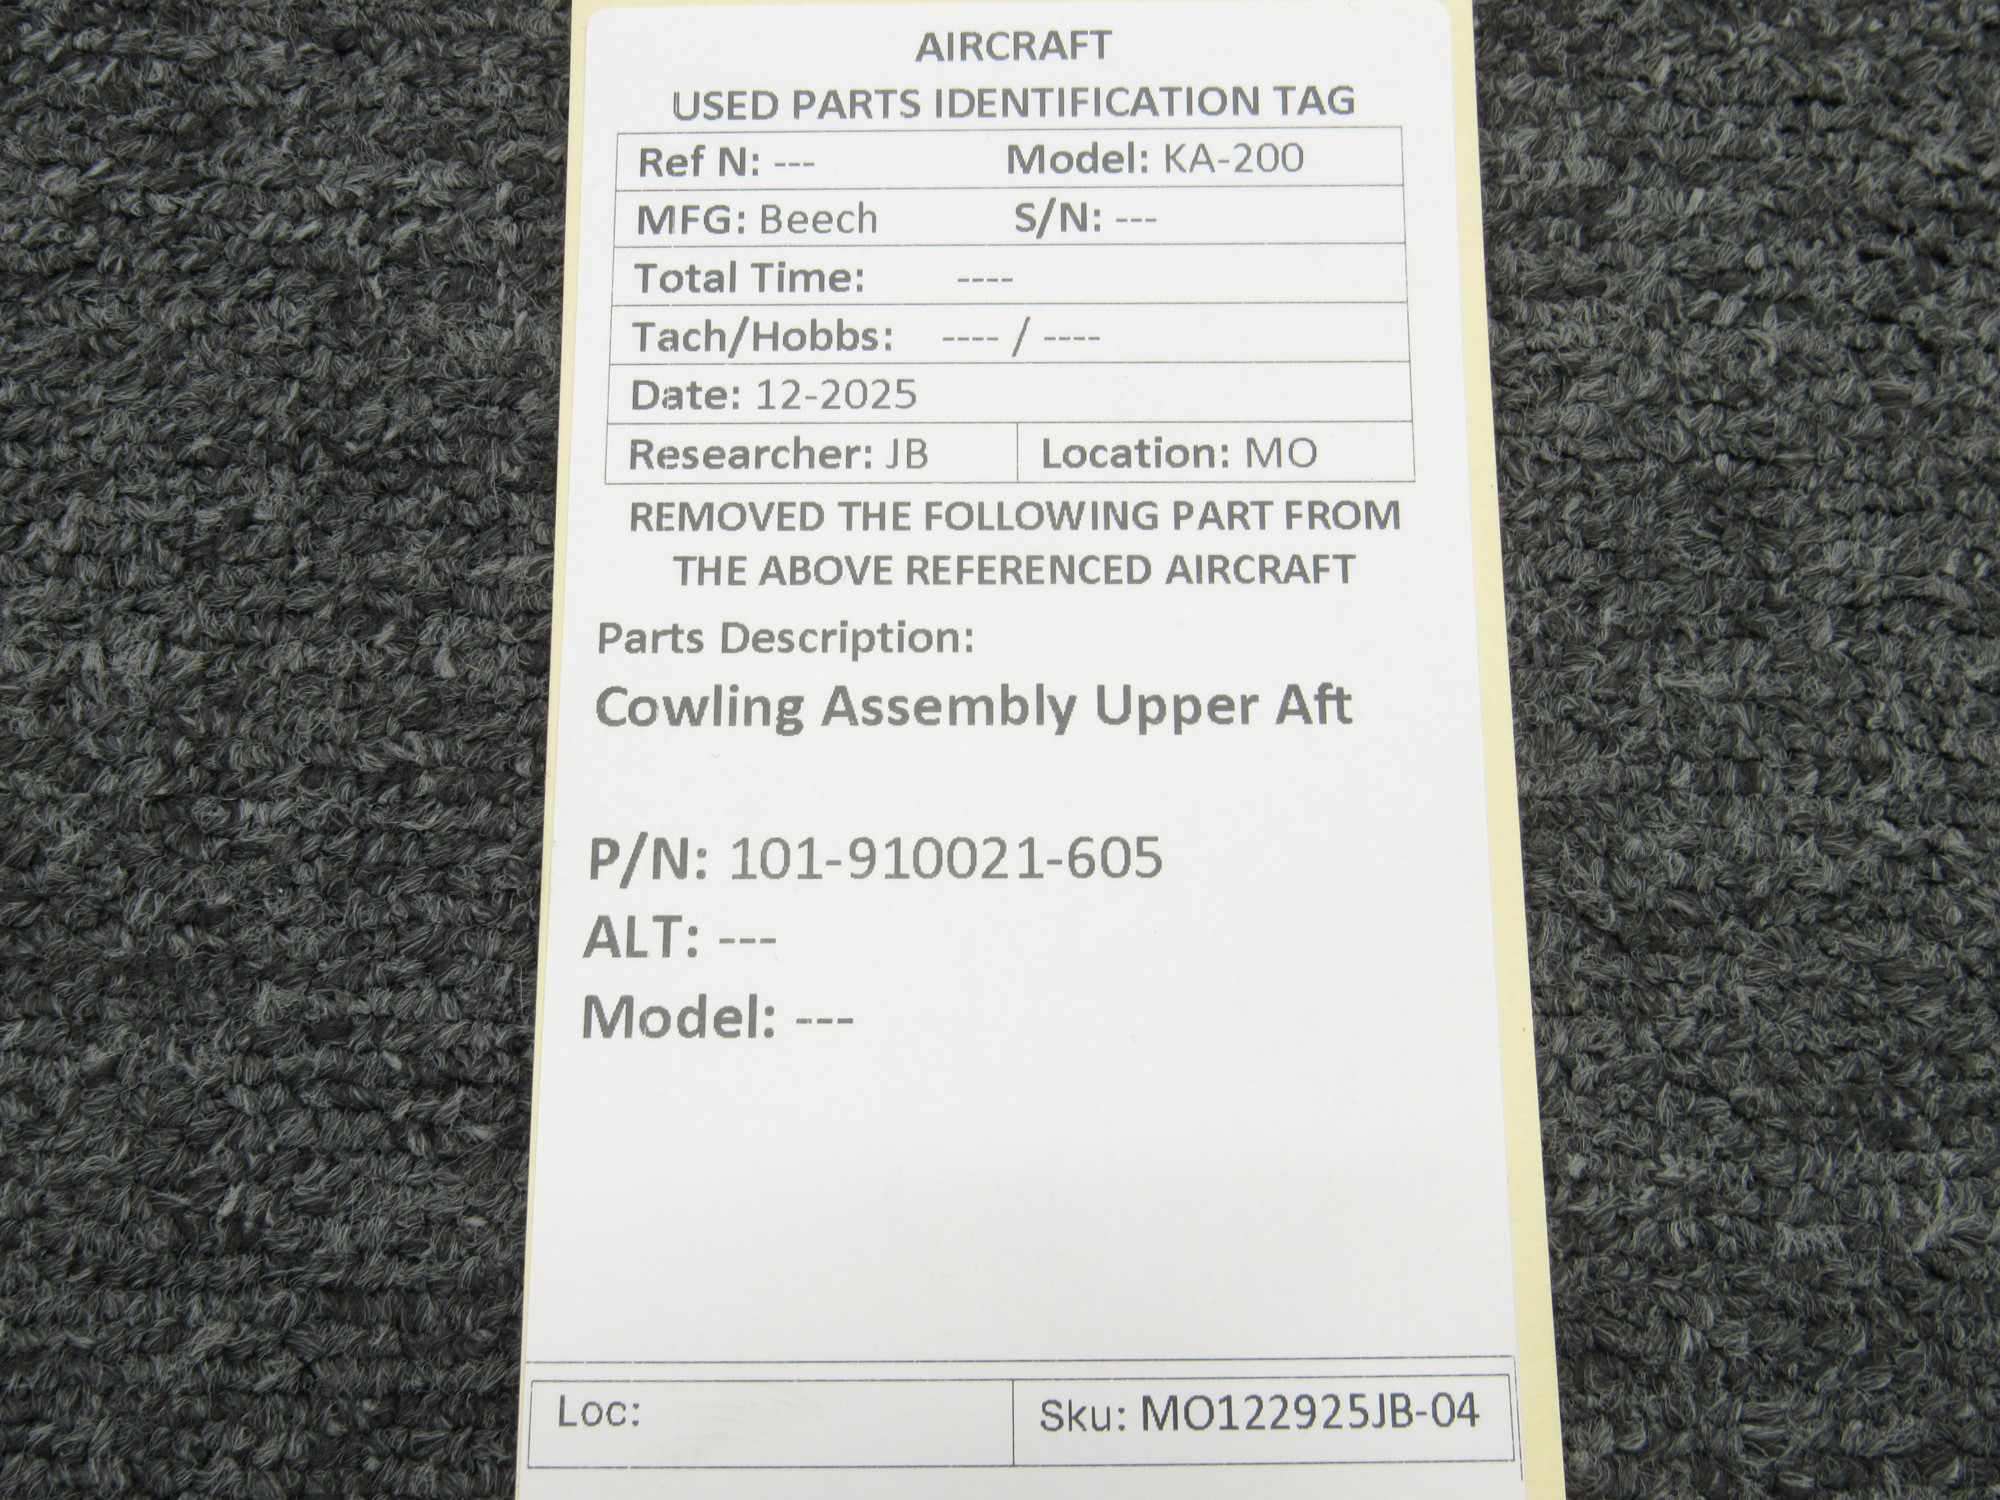 AIRCRAFT
USED PARTS IDENTIFICATION TAG
Ref N: --- Model: KA-200
MFG: Beech S/N: ---
Total Time: ----
Tach/Hobbs: ---- / ----
Date: 12-2025
Researcher: JB Location: MO
REMOVED THE FOLLOWING PART FROM
THE ABOVE REFERENCED AIRCRAFT
Parts Description:
Cowling Assembly Upper Aft
P/N: 101-910021-605
ALT: ---
Model: ---
Loc: Sku: MO122925JB-04